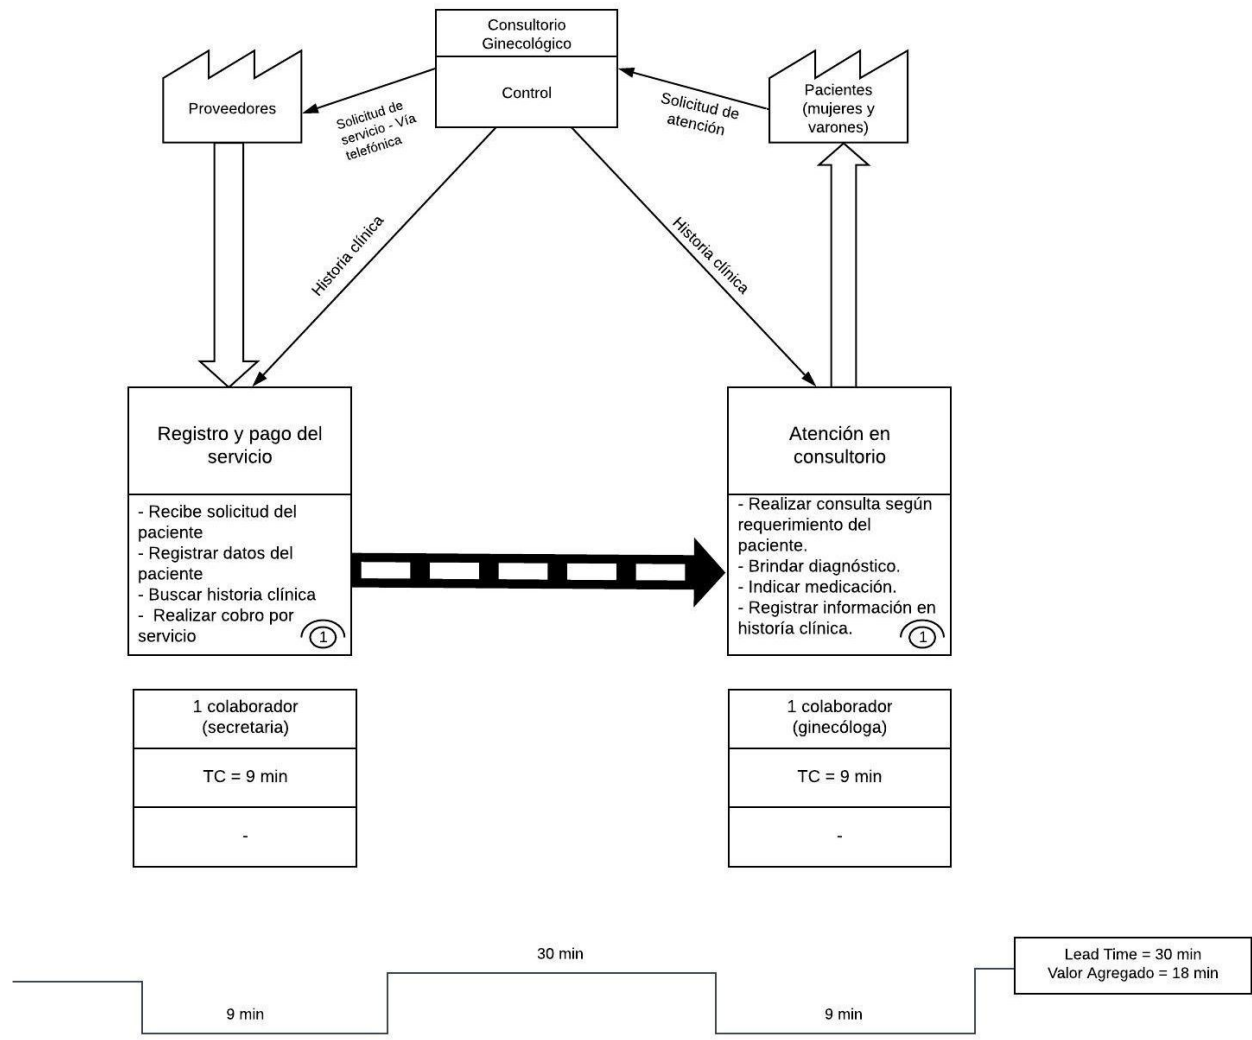 Consultorio
Ginecológico
Control
Proveedores
Pacientes
(mujeres y
varones)
Solicitud de
servicio - Vía
telefónica
Solicitud de
atención
Historia clínica
Historia clínica
Registro y pago del
servicio
- Recibe solicitud del
paciente
- Registrar datos del
paciente
- Buscar historia clínica
- Realizar cobro por
servicio
1
Atención en
consultorio
- Realizar consulta según
requerimiento del
paciente.
- Brindar diagnóstico.
- Indicar medicación.
- Registrar información en
historía clínica.
1
1 colaborador
(secretaria)
TC = 9 min
-
1 colaborador
(ginecóloga)
TC = 9 min
-
9 min
30 min
9 min
Lead Time = 30 min
Valor Agregado = 18 min